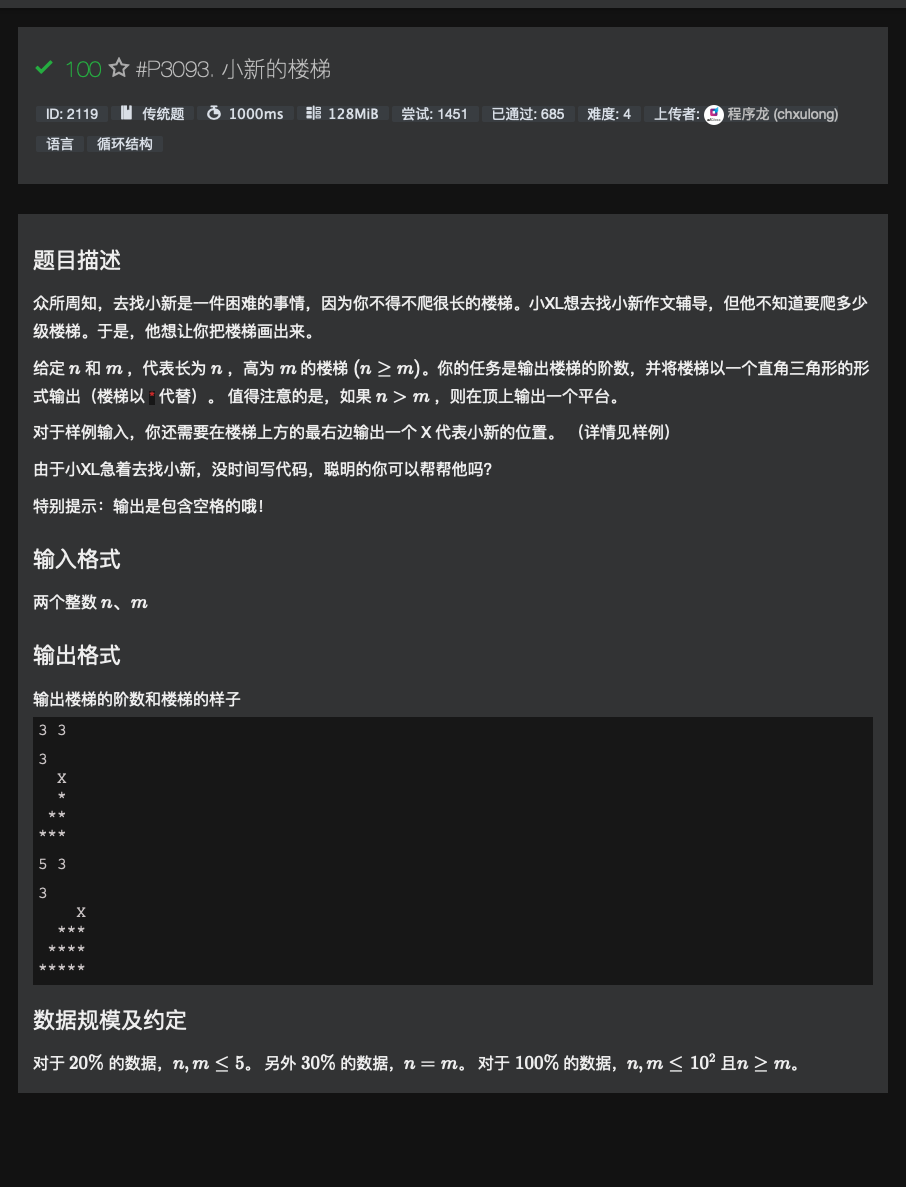 100 ☆ #P3093. 小新的楼梯
ID: 2119 传统题 1000ms 128MiB 尝试: 1451 已通过: 685 难度: 4 上传者: 程序龙 (chxulong)
语言 循环结构
题目描述
众所周知，去找小新是一件困难的事情，因为你不得不爬很长的楼梯。小XL想去找小新作文辅导，但他不知道要爬多少
级楼梯。于是，他想让你把楼梯画出来。
给定 n 和 m ，代表长为 n ，高为 m 的楼梯 (n ≥ m)。你的任务是输出楼梯的阶数，并将楼梯以一个直角三角形的形
式输出（楼梯以 * 代替）。 值得注意的是，如果 n > m ，则在顶上输出一个平台。
对于样例输入，你还需要在楼梯上方的最右边输出一个 X 代表小新的位置。 （详情见样例）
由于小XL急着去找小新，没时间写代码，聪明的你可以帮帮他吗？
特别提示：输出是包含空格的哦！
输入格式
两个整数 n、m
输出格式
输出楼梯的阶数和楼梯的样子
3 3
3
  X
  *
 **
***
5 3
3
    X
  ***
 ****
*****
数据规模及约定
对于 20% 的数据，n, m ≤ 5。 另外 30% 的数据，n = m。 对于 100% 的数据，n, m ≤ 10² 且n ≥ m。